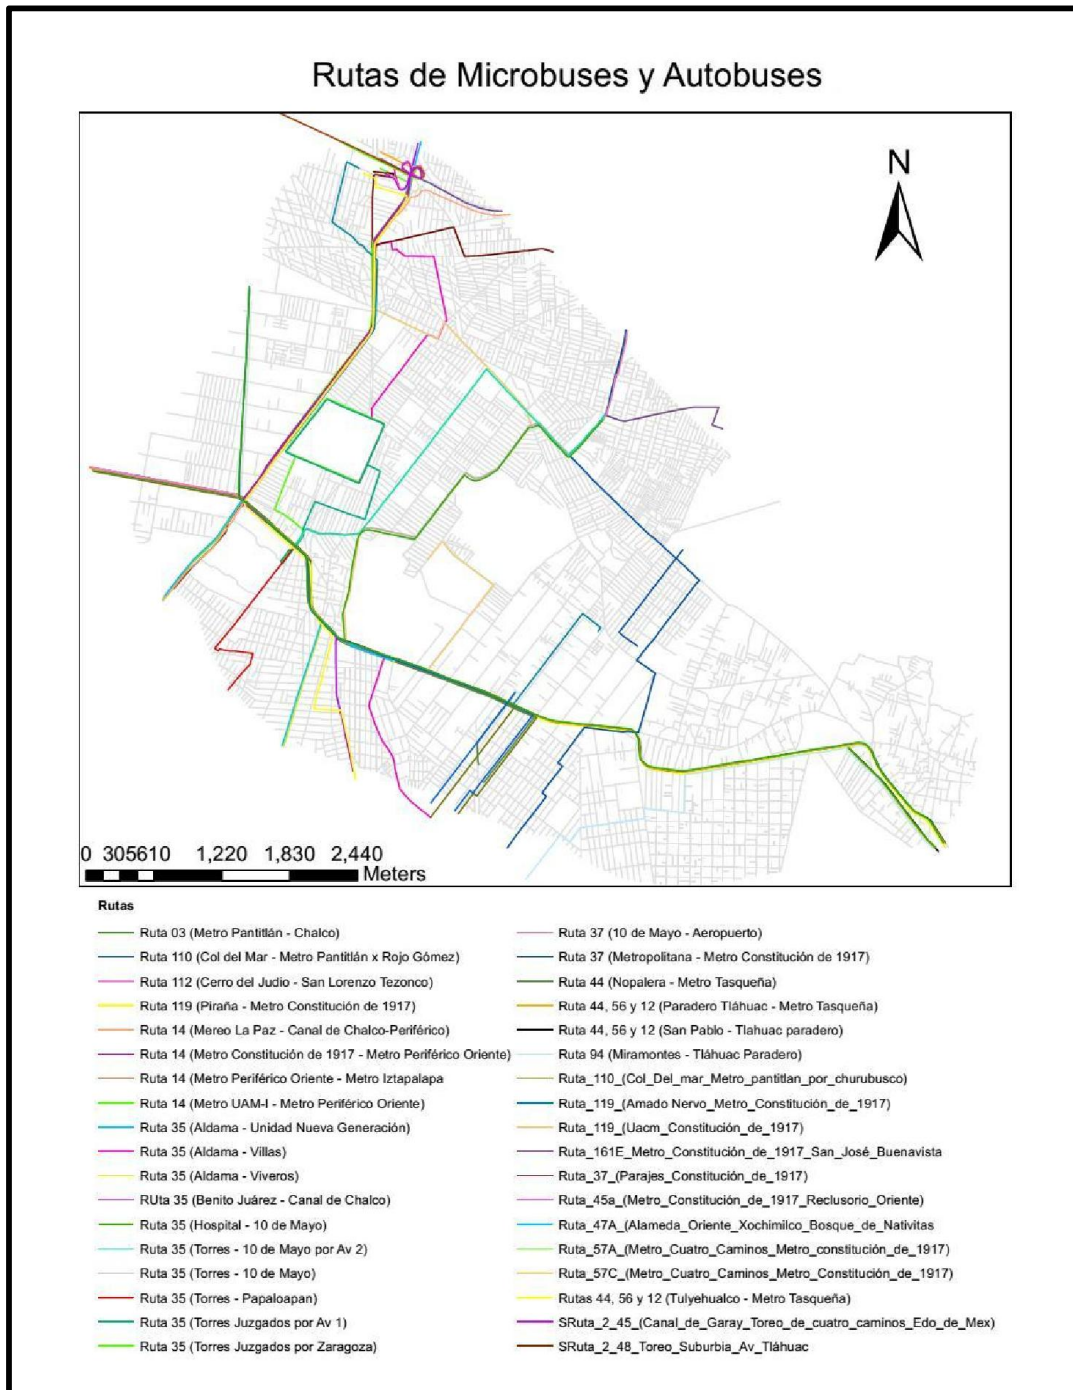 Rutas de Microbuses y Autobuses
N
0 305610 1,220 1,830 2,440
Meters
Rutas
Ruta 03 (Metro Pantitlán - Chalco)
Ruta 110 (Col del Mar - Metro Pantitlán x Rojo Gómez)
Ruta 112 (Cerro del Judio - San Lorenzo Tezonco)
Ruta 119 (Piraña - Metro Constitución de 1917)
Ruta 14 (Mereo La Paz - Canal de Chalco-Periférico)
Ruta 14 (Metro Constitución de 1917 - Metro Periférico Oriente)
Ruta 14 (Metro Periférico Oriente - Metro Iztapalapa
Ruta 14 (Metro UAM-I - Metro Periférico Oriente)
Ruta 35 (Aldama - Unidad Nueva Generación)
Ruta 35 (Aldama - Villas)
Ruta 35 (Aldama - Viveros)
RUta 35 (Benito Juárez - Canal de Chalco)
Ruta 35 (Hospital - 10 de Mayo)
Ruta 35 (Torres - 10 de Mayo por Av 2)
Ruta 35 (Torres - 10 de Mayo)
Ruta 35 (Torres - Papaloapan)
Ruta 35 (Torres Juzgados por Av 1)
Ruta 35 (Torres Juzgados por Zaragoza)
Ruta 37 (10 de Mayo - Aeropuerto)
Ruta 37 (Metropolitana - Metro Constitución de 1917)
Ruta 44 (Nopalera - Metro Tasqueña)
Ruta 44, 56 y 12 (Paradero Tláhuac - Metro Tasqueña)
Ruta 44, 56 y 12 (San Pablo - Tlahuac paradero)
Ruta 94 (Miramontes - Tláhuac Paradero)
Ruta_110_(Col_Del_mar_Metro_pantitlan_por_churubusco)
Ruta_119_(Amado Nervo_Metro_Constitución de_1917)
Ruta_119_(Uacm_Constitución_de_1917)
Ruta_161E_Metro_Constitución_de_1917_San_José_Buenavista
Ruta_37_(Parajes_Constitución_de_1917)
Ruta_45a_(Metro_Constitución_de_1917_Reclusorio_Oriente)
Ruta_47A_(Alameda_Oriente_Xochimilco_Bosque_de_Nativitas
Ruta_57A_(Metro_Cuatro_Caminos_Metro_constitución_de_1917)
Ruta_57C_(Metro_Cuatro_Caminos_Metro_Constitución_de_1917)
Rutas 44, 56 y 12 (Tulyehualco - Metro Tasqueña)
SRuta_2_45_(Canal_de_Garay_Toreo_de_cuatro_caminos_Edo_de_Mex)
SRuta_2_48_Toreo_Suburbia_Av_Tláhuac